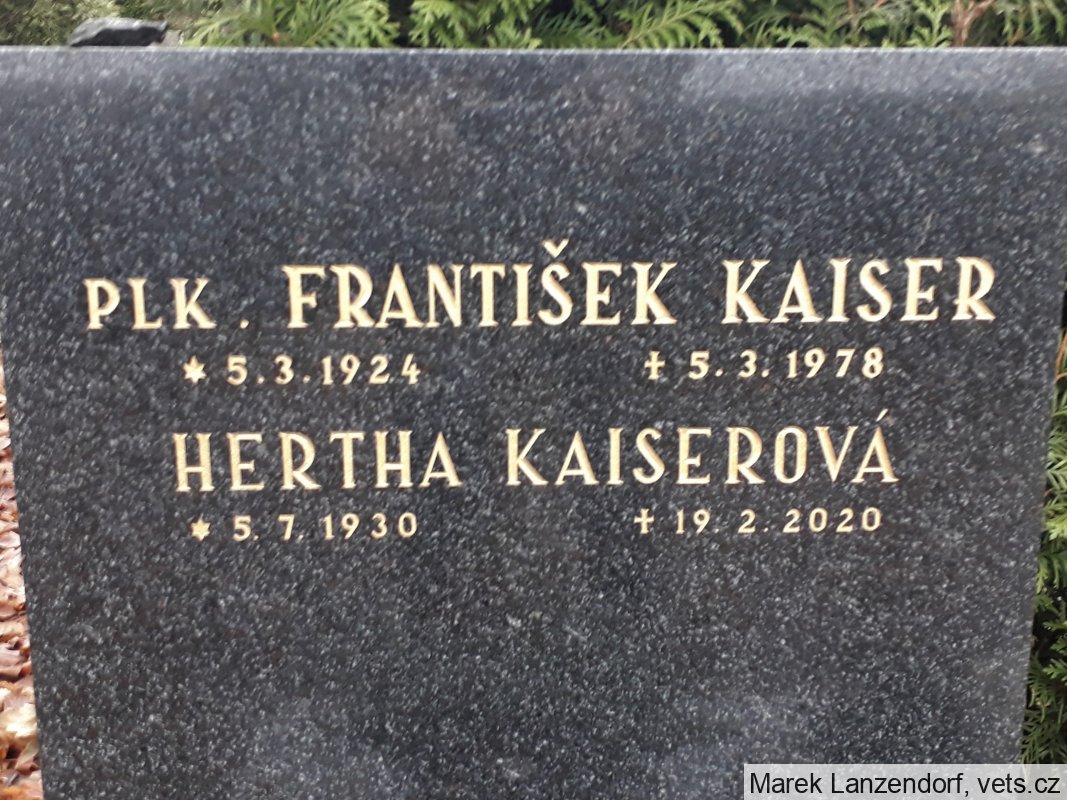 PLK. FRANTIŠEK KAISER
* 5.3.1924 † 5.3.1978
HERTHA KAISEROVÁ
* 5.7.1930 † 19.2.2020
Marek Lanzendorf, vets.cz